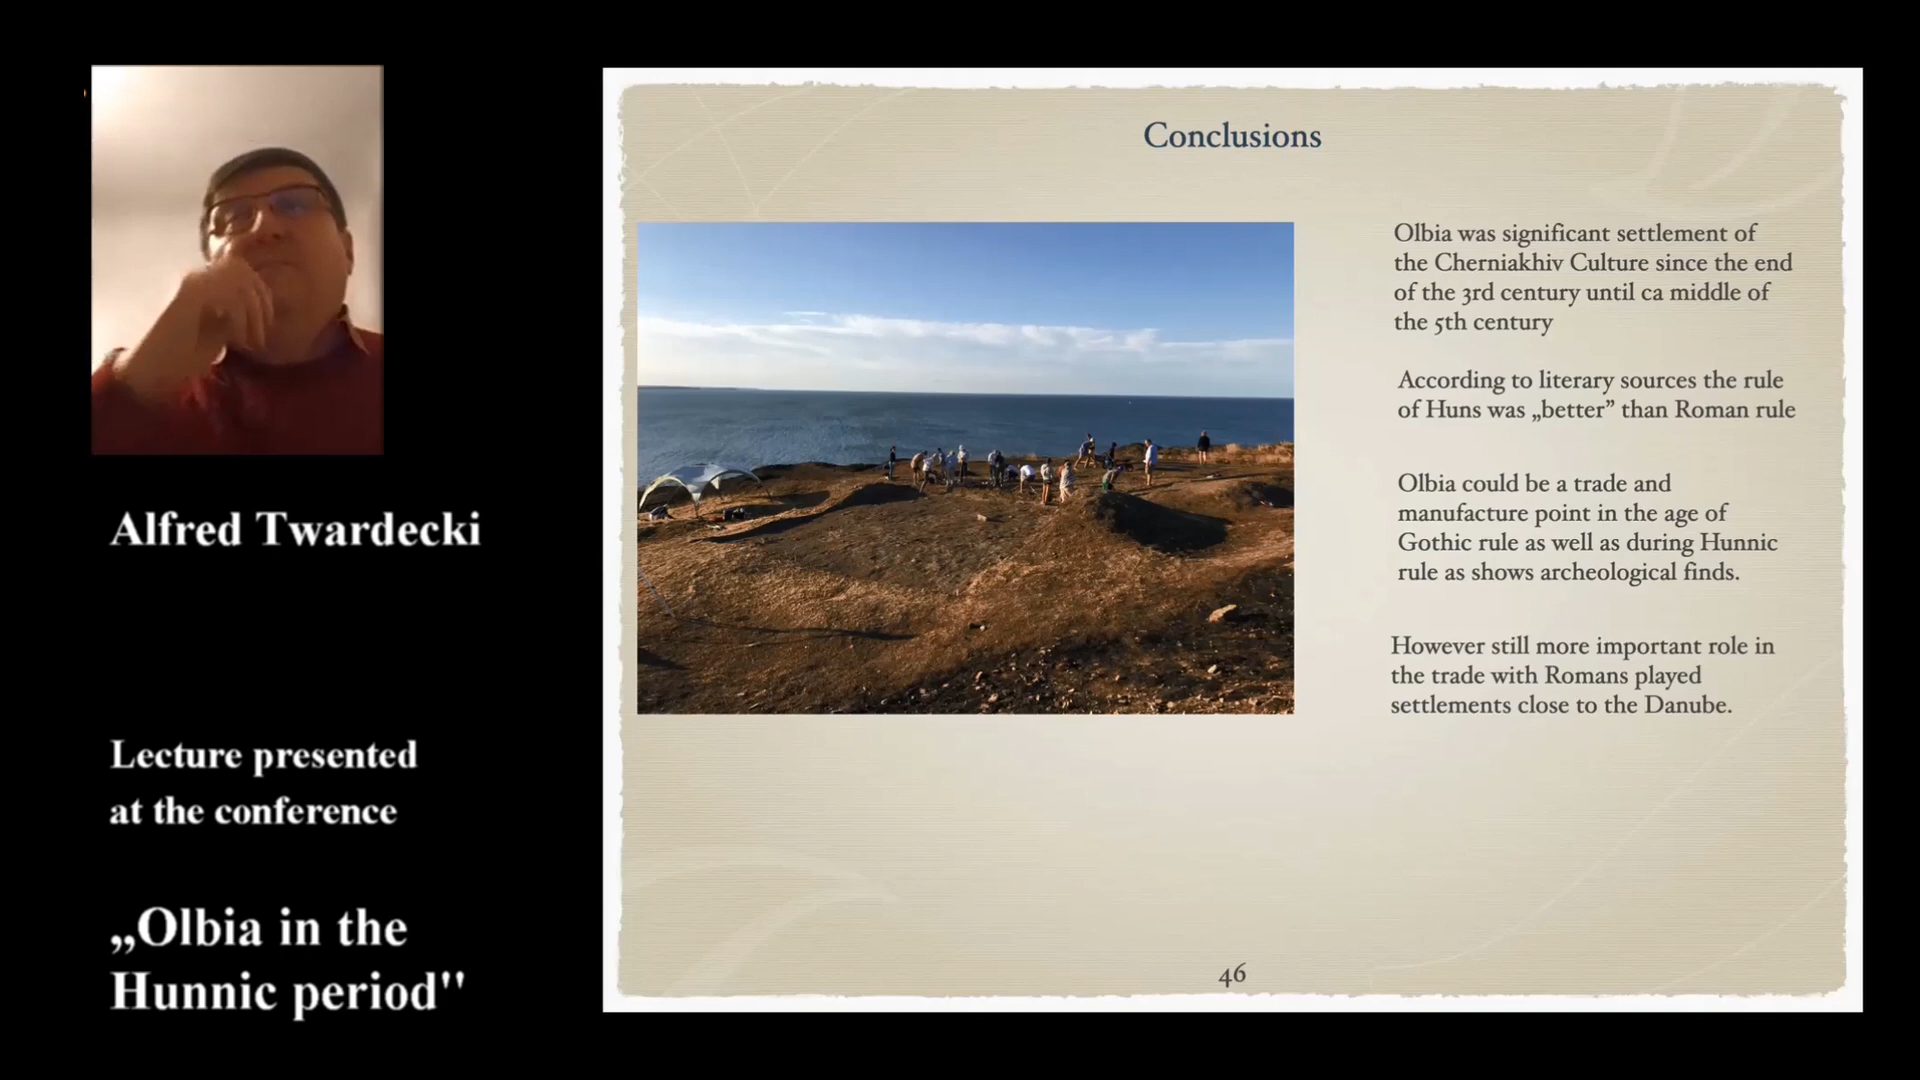 Alfred Twardecki
Lecture presented
at the conference
„Olbia in the
Hunnic period"
Conclusions
Olbia was significant settlement of
the Cherniakhiv Culture since the end
of the 3rd century until ca middle of
the 5th century
According to literary sources the rule
of Huns was „better” than Roman rule
Olbia could be a trade and
manufacture point in the age of
Gothic rule as well as during Hunnic
rule as shows archeological finds.
However still more important role in
the trade with Romans played
settlements close to the Danube.
46